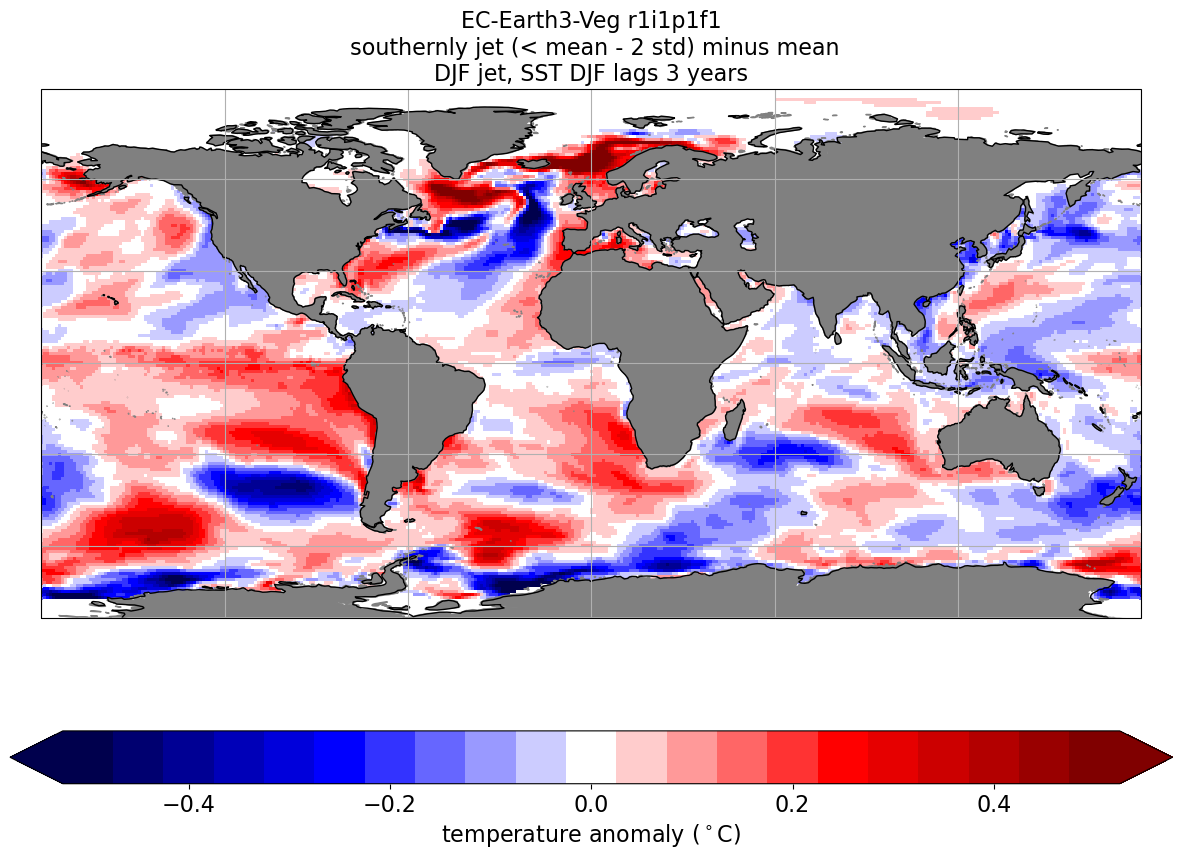 EC-Earth3-Veg r1i1p1f1
southernly jet (< mean - 2 std) minus mean
DJF jet, SST DJF lags 3 years
−0.4 −0.2 0.0 0.2 0.4
temperature anomaly (°C)